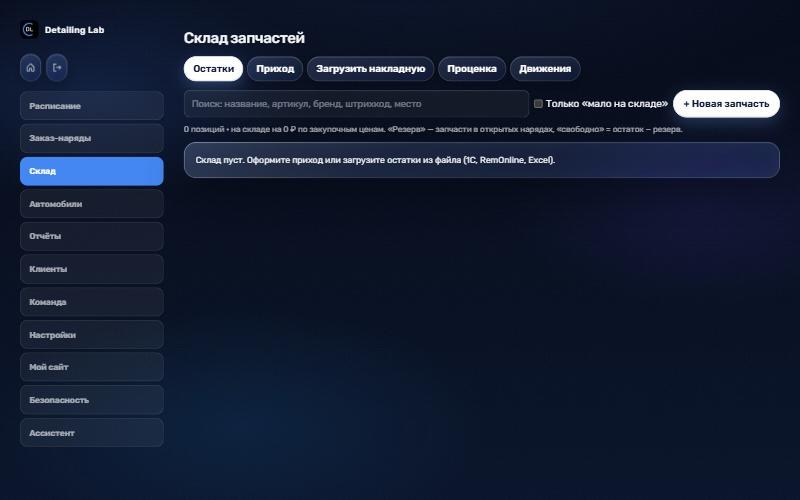 Detailing Lab
Расписание
Заказ-наряды
Склад
Автомобили
Отчёты
Клиенты
Команда
Настройки
Мой сайт
Безопасность
Ассистент
Склад запчастей
Остатки Приход Загрузить накладную Проценка Движения
Поиск: название, артикул, бренд, штрихкод, место Только «мало на складе» + Новая запчасть
0 позиций • на складе на 0 ₽ по закупочным ценам. «Резерв» — запчасти в открытых нарядах, «свободно» = остаток − резерв.
Склад пуст. Оформите приход или загрузите остатки из файла (1С, RemOnline, Excel).